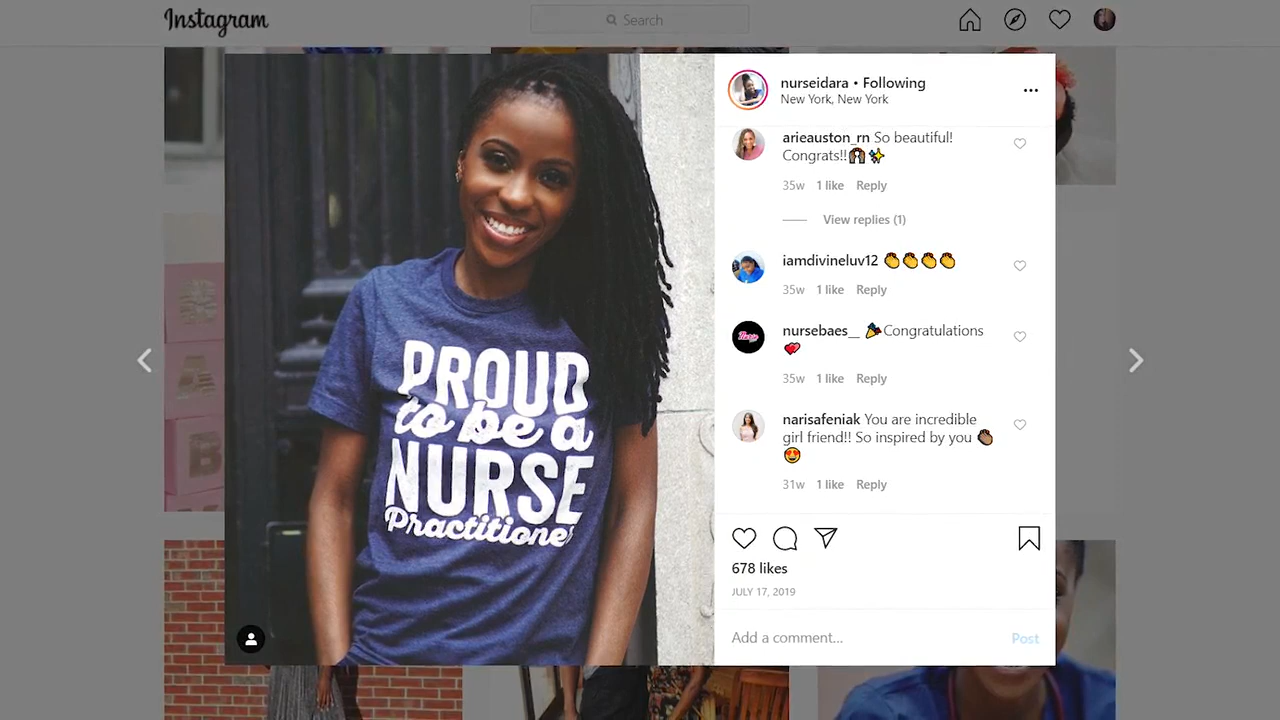 Instagram
Search
PROUD
to be a
NURSE
Practitioner
nurseidara • Following
New York, New York
arieauston_rn So beautiful!
Congrats!!
35w 1 like Reply
View replies (1)
iamdivineluv12
35w 1 like Reply
nursebaes__ Congratulations
35w 1 like Reply
narisafeniak You are incredible
girl friend!! So inspired by you
31w 1 like Reply
678 likes
JULY 17, 2019
Add a comment...
Post
A
B